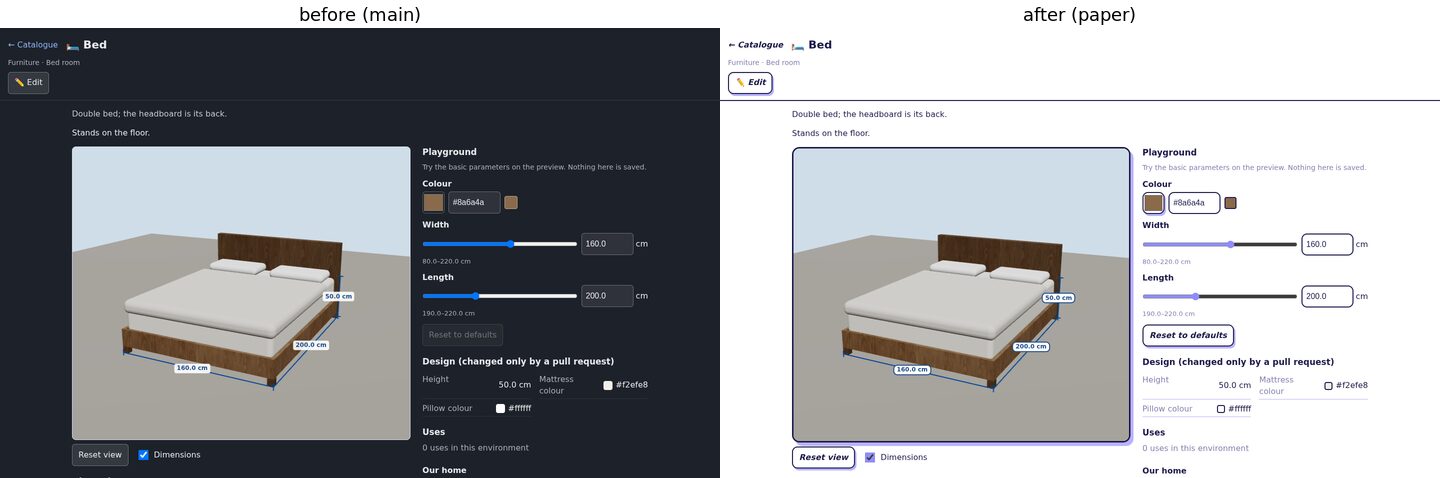 before (main)
← Catalogue 🛏️ Bed
Furniture · Bed room
✏️ Edit
Double bed; the headboard is its back.
Stands on the floor.
50.0 cm
200.0 cm
160.0 cm
Reset view
Dimensions
Playground
Try the basic parameters on the preview. Nothing here is saved.
Colour
#8a6a4a
Width
160.0 cm
80.0–220.0 cm
Length
200.0 cm
190.0–220.0 cm
Reset to defaults
Design (changed only by a pull request)
Height 50.0 cm
Mattress colour #f2efe8
Pillow colour #ffffff
Uses
0 uses in this environment
Our home
after (paper)
← Catalogue 🛏️ Bed
Furniture · Bed room
✏️ Edit
Double bed; the headboard is its back.
Stands on the floor.
50.0 cm
200.0 cm
160.0 cm
Reset view
Dimensions
Playground
Try the basic parameters on the preview. Nothing here is saved.
Colour
#8a6a4a
Width
160.0 cm
80.0–220.0 cm
Length
200.0 cm
190.0–220.0 cm
Reset to defaults
Design (changed only by a pull request)
Height 50.0 cm
Mattress colour #f2efe8
Pillow colour #ffffff
Uses
0 uses in this environment
Our home